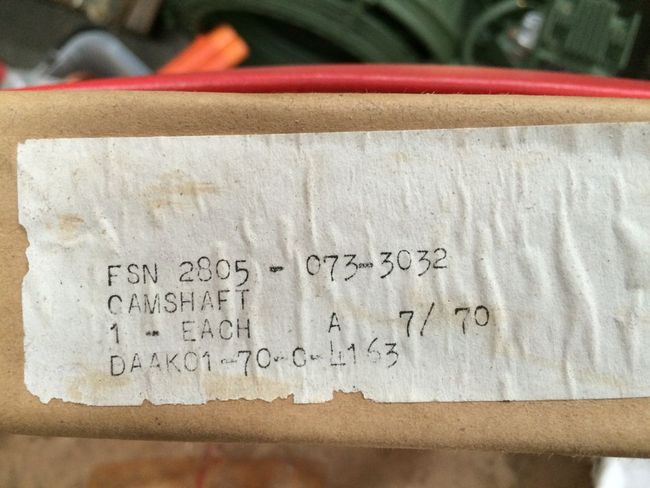 FSN 2805 - 073-3032
CAMSHAFT
1 - EACH A 7/ 70
DAAK01-70-C-4163